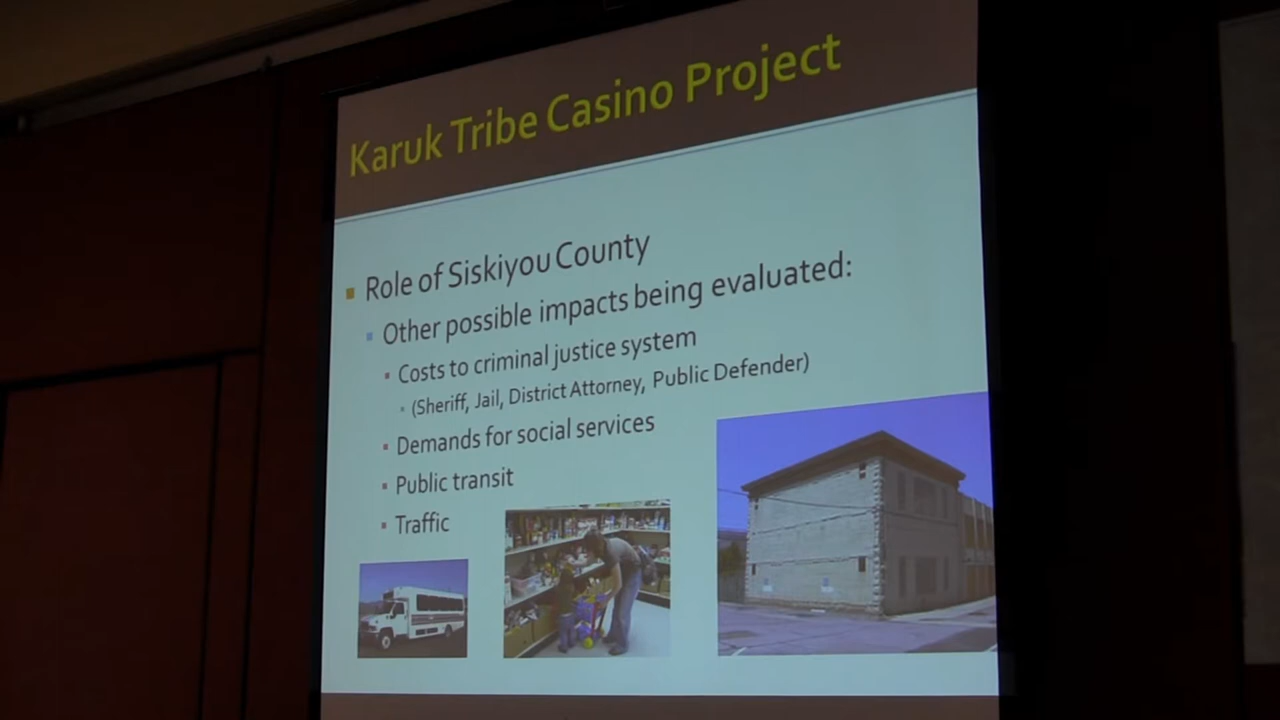 Karuk Tribe Casino Project
Role of Siskiyou County
Other possible impacts being evaluated:
Costs to criminal justice system
(Sheriff, Jail, District Attorney, Public Defender)
Demands for social services
Public transit
Traffic